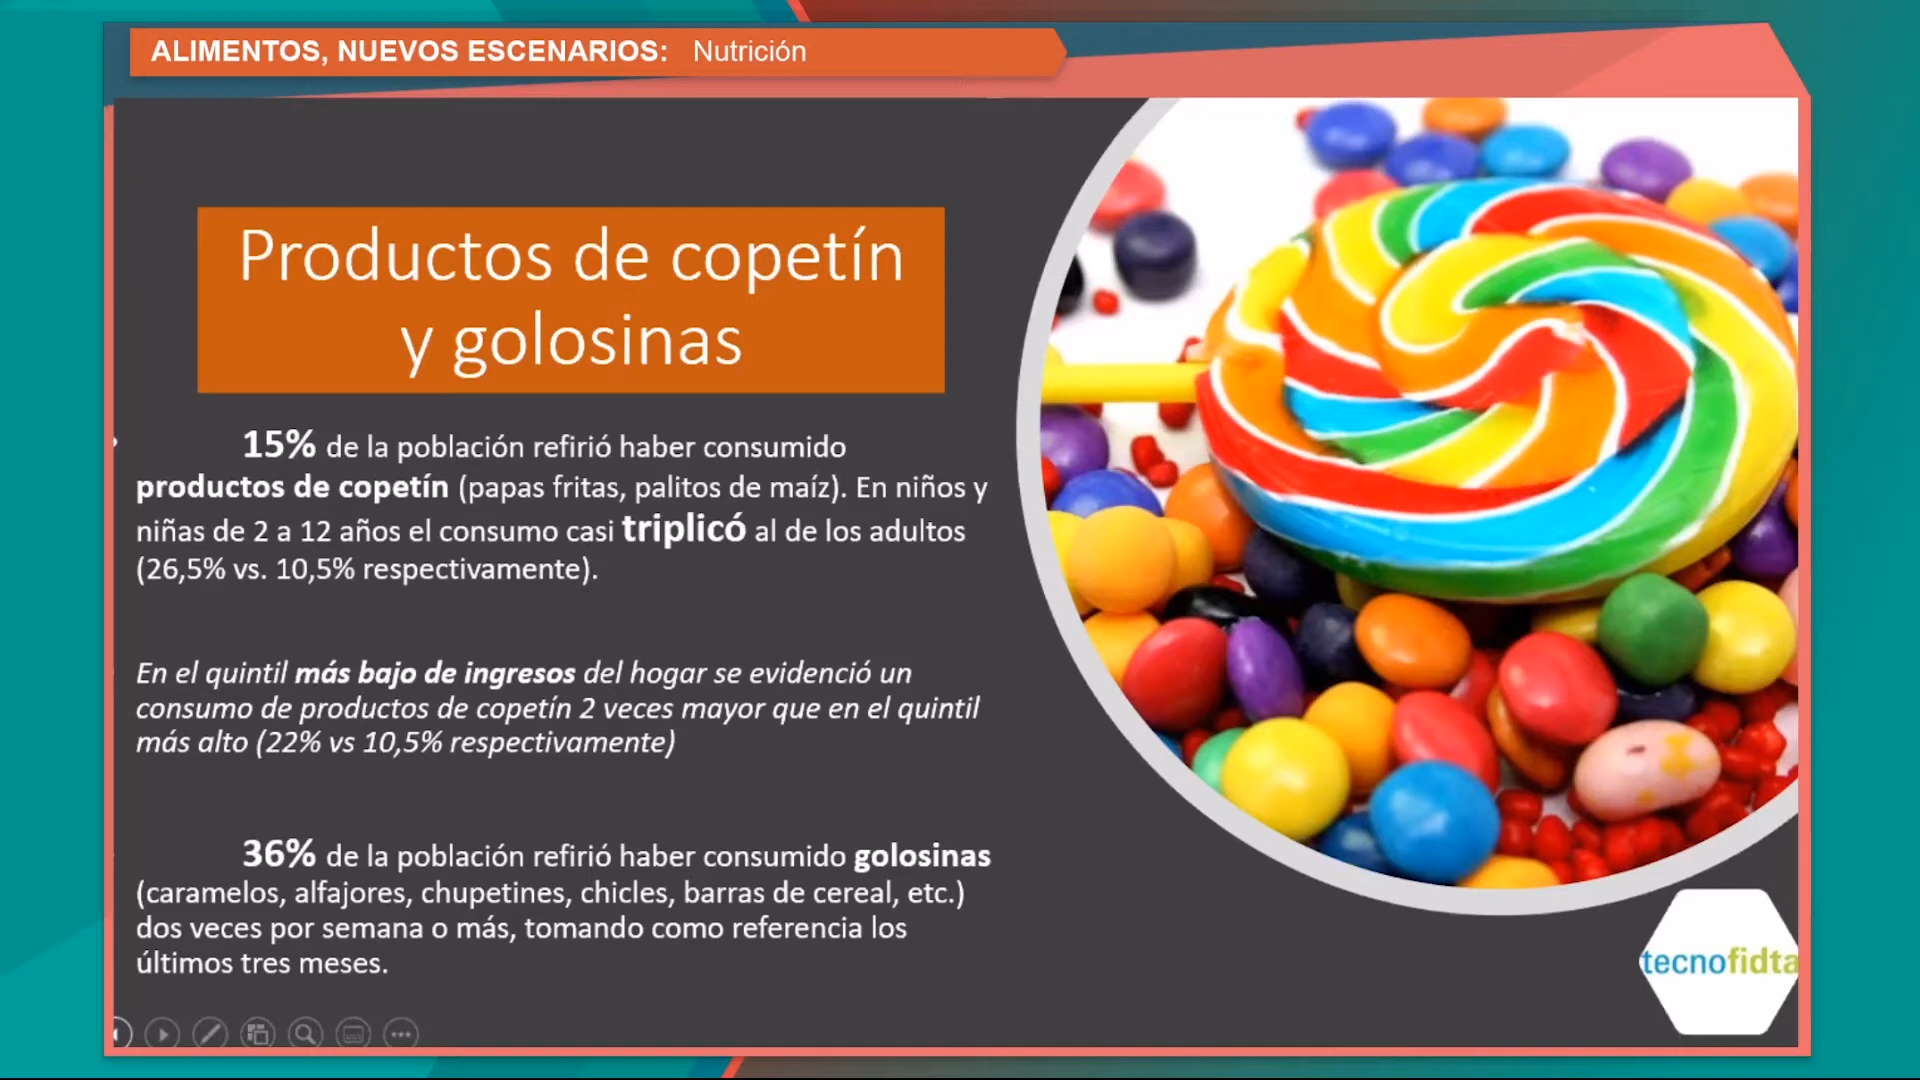 ALIMENTOS, NUEVOS ESCENARIOS: Nutrición
Productos de copetín
y golosinas
15% de la población refirió haber consumido
productos de copetín (papas fritas, palitos de maíz). En niños y
niñas de 2 a 12 años el consumo casi triplicó al de los adultos
(26,5% vs. 10,5% respectivamente).
En el quintil más bajo de ingresos del hogar se evidenció un
consumo de productos de copetín 2 veces mayor que en el quintil
más alto (22% vs 10,5% respectivamente)
36% de la población refirió haber consumido golosinas
(caramelos, alfajores, chupetines, chicles, barras de cereal, etc.)
dos veces por semana o más, tomando como referencia los
últimos tres meses.
tecnofidta